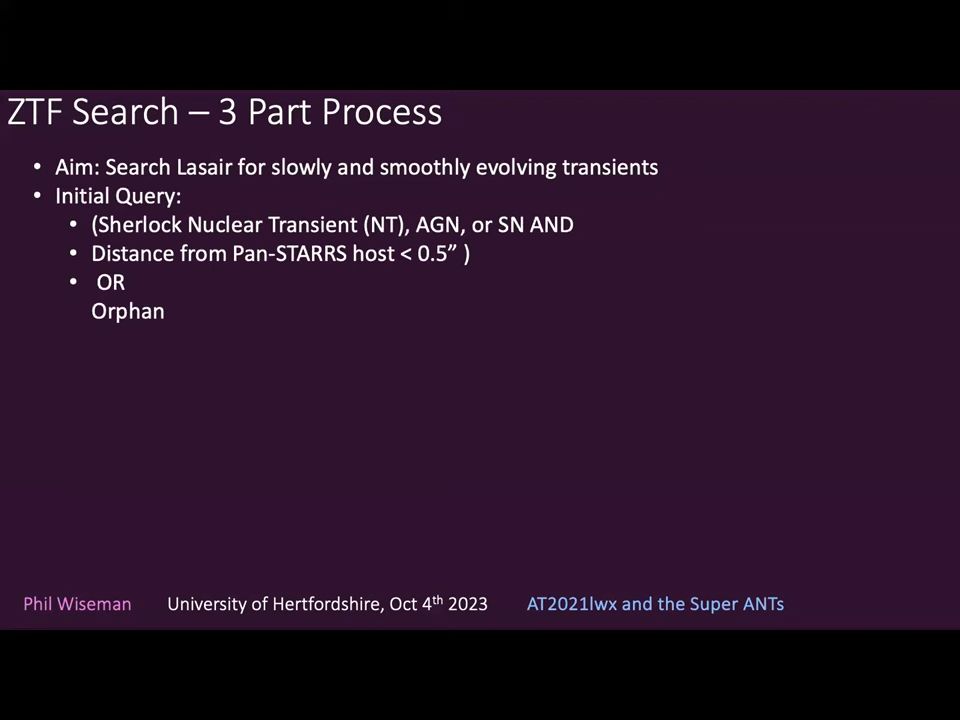 ZTF Search – 3 Part Process
• Aim: Search Lasair for slowly and smoothly evolving transients
• Initial Query:
• (Sherlock Nuclear Transient (NT), AGN, or SN AND
• Distance from Pan-STARRS host < 0.5” )
• OR
Orphan
Phil Wiseman University of Hertfordshire, Oct 4th 2023 AT2021lwx and the Super ANTs